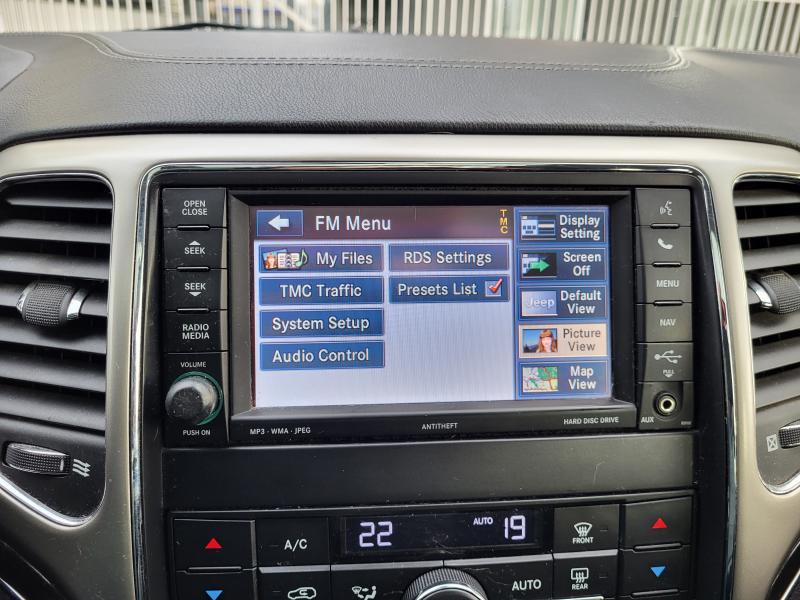 OPEN
CLOSE
SEEK
SEEK
RADIO
MEDIA
VOLUME
PUSH ON
FM Menu
TMC
My Files
RDS Settings
TMC Traffic
Presets List
System Setup
Audio Control
Display
Setting
Screen
Off
Jeep
Default
View
Picture
View
Map
View
MENU
NAV
PULL
AUX
MP3 · WMA · JPEG
ANTITHEFT
HARD DISC DRIVE
A/C
22
AUTO
19
FRONT
AUTO
REAR